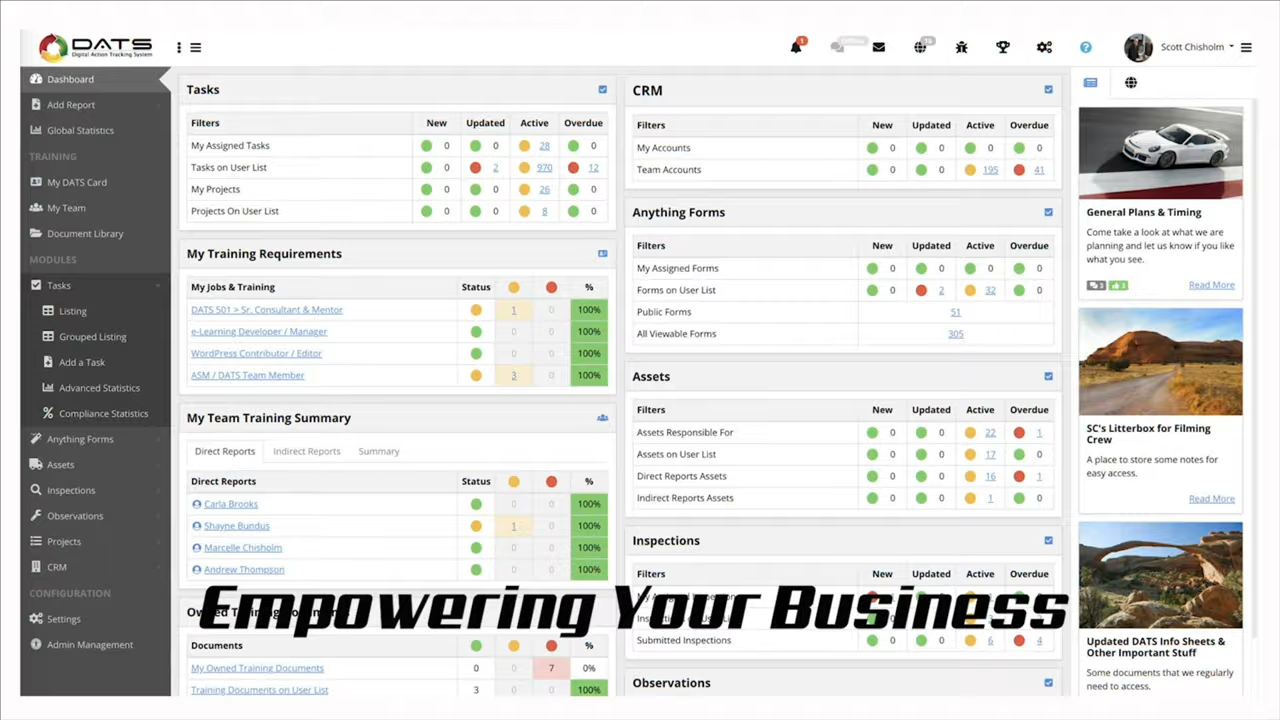 DATS
Digital Action Tracking System
1
Offline
16
Scott Chisholm
Dashboard
Add Report
Global Statistics
TRAINING
My DATS Card
My Team
Document Library
MODULES
Tasks
Listing
Grouped Listing
Add a Task
Advanced Statistics
Compliance Statistics
Anything Forms
Assets
Inspections
Observations
Projects
CRM
CONFIGURATION
Settings
Admin Management
Tasks
Filters New Updated Active Overdue
My Assigned Tasks 0 0 28 0
Tasks on User List 0 2 970 12
My Projects 0 0 26 0
Projects On User List 0 0 8 0
My Training Requirements
My Jobs & Training Status %
DATS 501 > Sr. Consultant & Mentor 1 0 100%
e-Learning Developer / Manager 0 0 100%
WordPress Contributor / Editor 0 0 100%
ASM / DATS Team Member 3 0 100%
My Team Training Summary
Direct Reports Indirect Reports Summary
Direct Reports Status %
Carla Brooks 0 0 100%
Shayne Bundus 1 0 100%
Marcelle Chisholm 0 0 100%
Andrew Thompson 0 0 100%
Documents %
My Owned Training Documents 0 0 7 0%
Training Documents on User List 3 0 0 100%
CRM
Filters New Updated Active Overdue
My Accounts 0 0 0 0
Team Accounts 0 0 195 41
Anything Forms
Filters New Updated Active Overdue
My Assigned Forms 0 0 0 0
Forms on User List 0 2 32 0
Public Forms 51
All Viewable Forms 305
Assets
Filters New Updated Active Overdue
Assets Responsible For 0 0 22 1
Assets on User List 0 0 17 0
Direct Reports Assets 0 0 16 1
Indirect Reports Assets 0 0 1 0
Inspections
Filters New Updated Active Overdue
Empowering Your Business
Submitted Inspections 0 0 6 4
Observations
General Plans & Timing
Come take a look at what we are
planning and let us know if you like
what you see.
Read More
SC's Litterbox for Filming
Crew
A place to store some notes for
easy access.
Read More
Updated DATS Info Sheets &
Other Important Stuff
Some documents that we regularly
need to access.